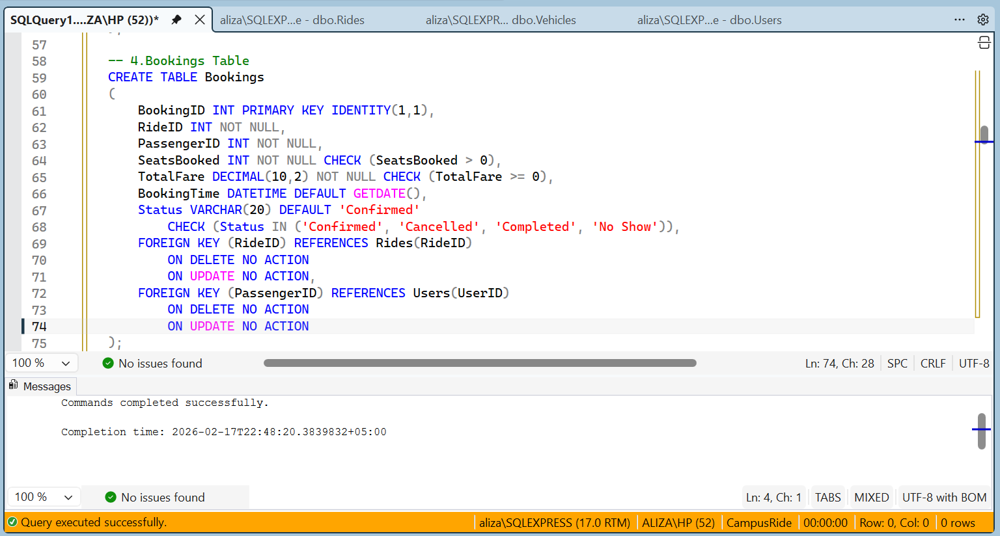 SQLQuery1....ZA\HP (52))*
aliza\SQLEXP...e - dbo.Rides
aliza\SQLEXPR... dbo.Vehicles
aliza\SQLEXP...e - dbo.Users
57
58 -- 4.Bookings Table
59 CREATE TABLE Bookings
60 (
61 BookingID INT PRIMARY KEY IDENTITY(1,1),
62 RideID INT NOT NULL,
63 PassengerID INT NOT NULL,
64 SeatsBooked INT NOT NULL CHECK (SeatsBooked > 0),
65 TotalFare DECIMAL(10,2) NOT NULL CHECK (TotalFare >= 0),
66 BookingTime DATETIME DEFAULT GETDATE(),
67 Status VARCHAR(20) DEFAULT 'Confirmed'
68 CHECK (Status IN ('Confirmed', 'Cancelled', 'Completed', 'No Show')),
69 FOREIGN KEY (RideID) REFERENCES Rides(RideID)
70 ON DELETE NO ACTION
71 ON UPDATE NO ACTION,
72 FOREIGN KEY (PassengerID) REFERENCES Users(UserID)
73 ON DELETE NO ACTION
74 ON UPDATE NO ACTION
75 );
100 % No issues found Ln: 74, Ch: 28 SPC CRLF UTF-8
Messages
Commands completed successfully.
Completion time: 2026-02-17T22:48:20.3839832+05:00
100 % No issues found Ln: 4, Ch: 1 TABS MIXED UTF-8 with BOM
Query executed successfully. aliza\SQLEXPRESS (17.0 RTM) ALIZA\HP (52) CampusRide 00:00:00 Row: 0, Col: 0 0 rows